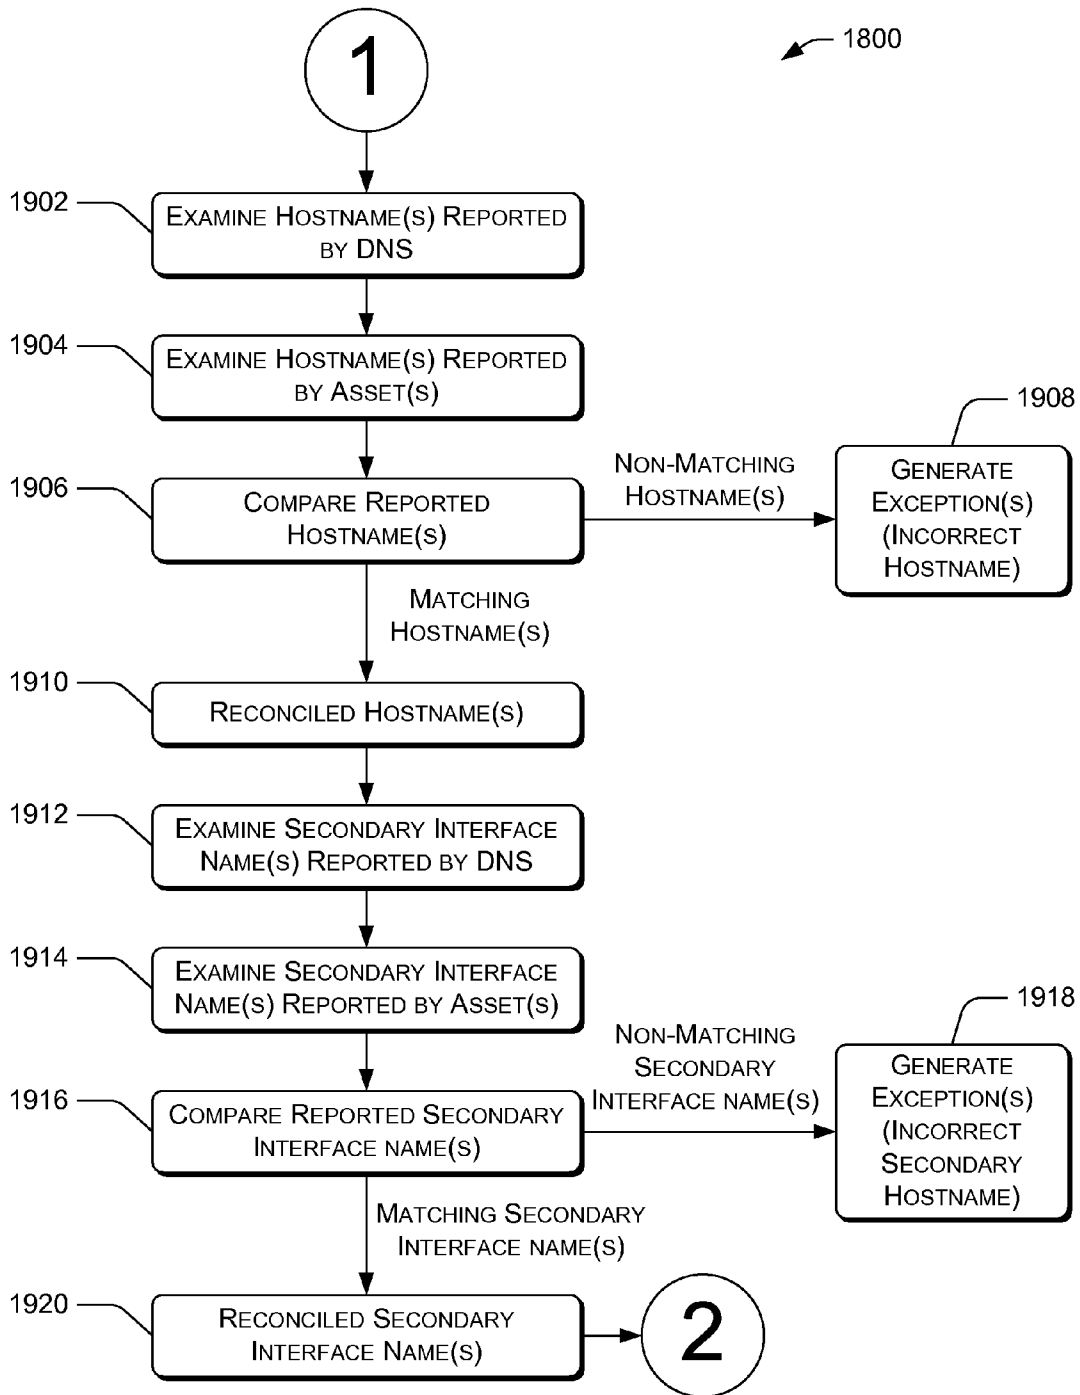 1
1800
1902
Examine Hostname(s) Reported
by DNS
1904
Examine Hostname(s) Reported
by Asset(s)
1906
Compare Reported
Hostname(s)
Non-Matching
Hostname(s)
1908
Generate
Exception(s)
(Incorrect
Hostname)
Matching
Hostname(s)
1910
Reconciled Hostname(s)
1912
Examine Secondary Interface
Name(s) Reported by DNS
1914
Examine Secondary Interface
Name(s) Reported by Asset(s)
1916
Compare Reported Secondary
Interface name(s)
Non-Matching
Secondary
Interface name(s)
1918
Generate
Exception(s)
(Incorrect
Secondary
Hostname)
Matching Secondary
Interface name(s)
1920
Reconciled Secondary
Interface Name(s)
2